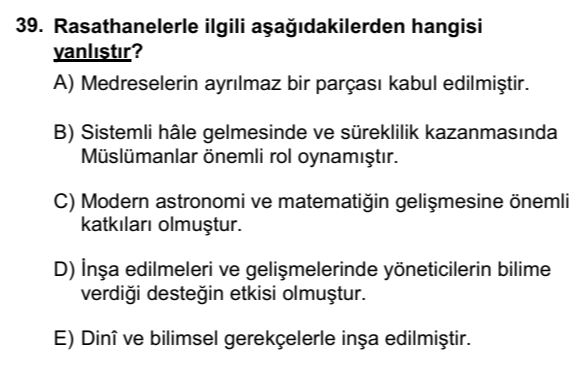 39. Rasathanelerle ilgili aşağıdakilerden hangisi
yanlıştır?
A) Medreselerin ayrılmaz bir parçası kabul edilmiştir.
B) Sistemli hâle gelmesinde ve süreklilik kazanmasında
Müslümanlar önemli rol oynamıştır.
C) Modern astronomi ve matematiğin gelişmesine önemli
katkıları olmuştur.
D) İnşa edilmeleri ve gelişmelerinde yöneticilerin bilime
verdiği desteğin etkisi olmuştur.
E) Dinî ve bilimsel gerekçelerle inşa edilmiştir.